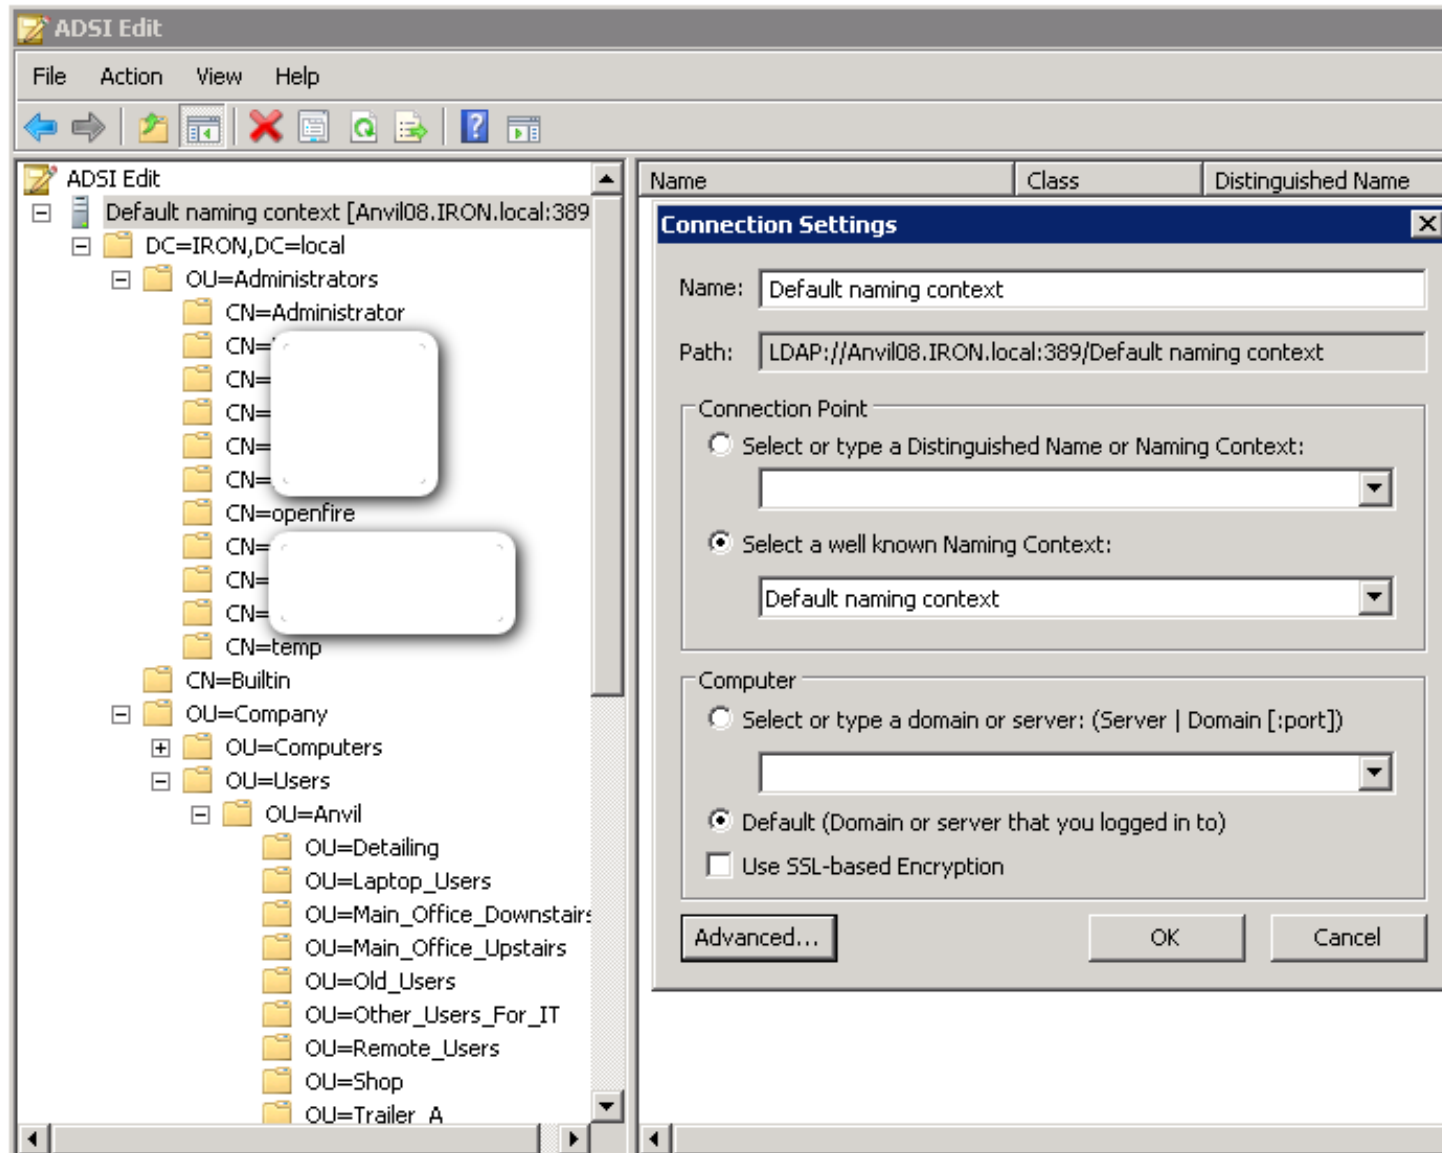 ADSI Edit
File Action View Help
ADSI Edit
Default naming context [Anvil08.IRON.local:389
DC=IRON,DC=local
OU=Administrators
CN=Administrator
CN=
CN=
CN=
CN=
CN=
CN=openfire
CN=
CN=
CN=
CN=temp
CN=Builtin
OU=Company
OU=Computers
OU=Users
OU=Anvil
OU=Detailing
OU=Laptop_Users
OU=Main_Office_Downstairs
OU=Main_Office_Upstairs
OU=Old_Users
OU=Other_Users_For_IT
OU=Remote_Users
OU=Shop
OU=Trailer_A
Name Class Distinguished Name
Connection Settings
Name: Default naming context
Path: LDAP://Anvil08.IRON.local:389/Default naming context
Connection Point
Select or type a Distinguished Name or Naming Context:
Select a well known Naming Context:
Default naming context
Computer
Select or type a domain or server: (Server | Domain [:port])
Default (Domain or server that you logged in to)
Use SSL-based Encryption
Advanced... OK Cancel